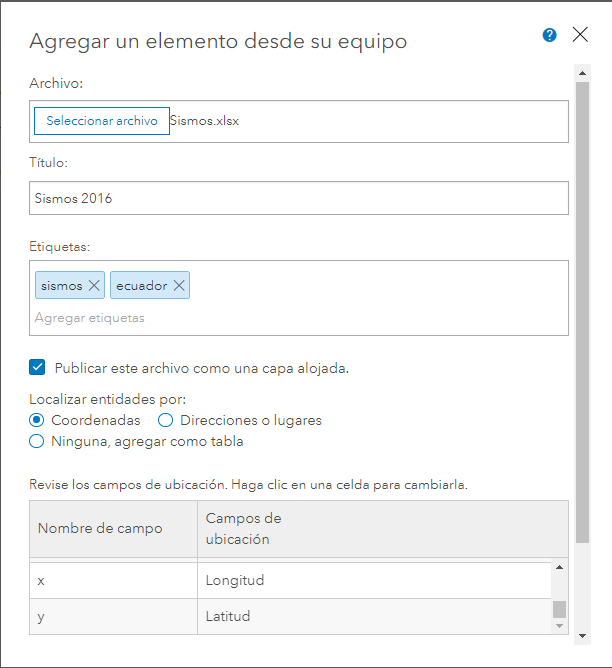 Agregar un elemento desde su equipo
?
Archivo:
Seleccionar archivo Sismos.xlsx
Título:
Sismos 2016
Etiquetas:
sismos ecuador
Agregar etiquetas
Publicar este archivo como una capa alojada.
Localizar entidades por:
Coordenadas Direcciones o lugares
Ninguna, agregar como tabla
Revise los campos de ubicación. Haga clic en una celda para cambiarla.
Nombre de campo Campos de
ubicación
x Longitud
y Latitud